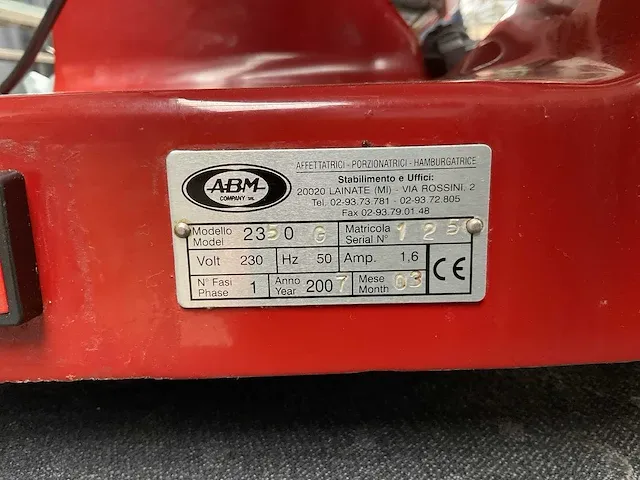 AFFETTATRICI - PORZIONATRICI - HAMBURGATRICE
ABM
COMPANY SRL
Stabilimento e Uffici:
20020 LAINATE (MI) - VIA ROSSINI, 2
Tel. 02-93.73.781 - 02-93.72.805
Fax 02-93.79.01.48
Modello
Model 2350 G
Matricola
Serial N° 125
Volt 230 Hz 50 Amp. 1,6
N° Fasi
Phase 1
Anno
Year 2007
Mese
Month 03
CE